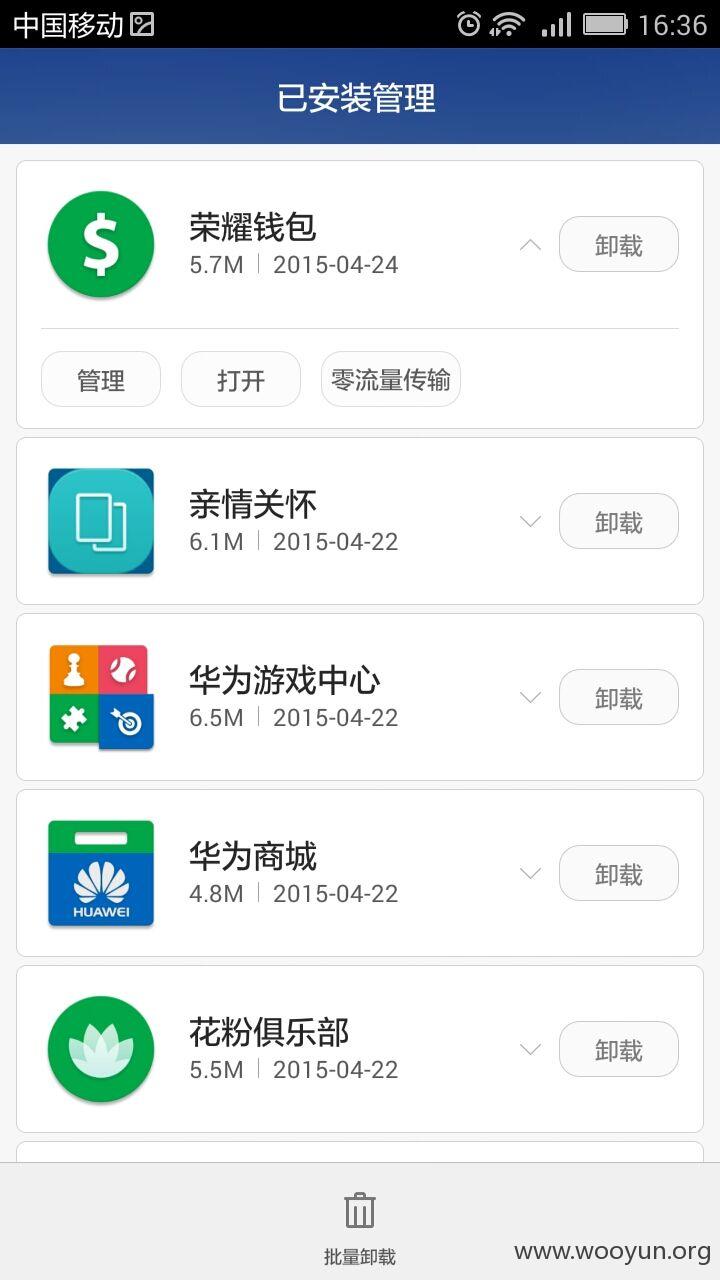 中国移动 16:36
已安装管理
荣耀钱包
5.7M 2015-04-24
卸载
管理 打开 零流量传输
亲情关怀
6.1M 2015-04-22
卸载
华为游戏中心
6.5M 2015-04-22
卸载
HUAWEI
华为商城
4.8M 2015-04-22
卸载
花粉俱乐部
5.5M 2015-04-22
卸载
批量卸载
www.wooyun.org